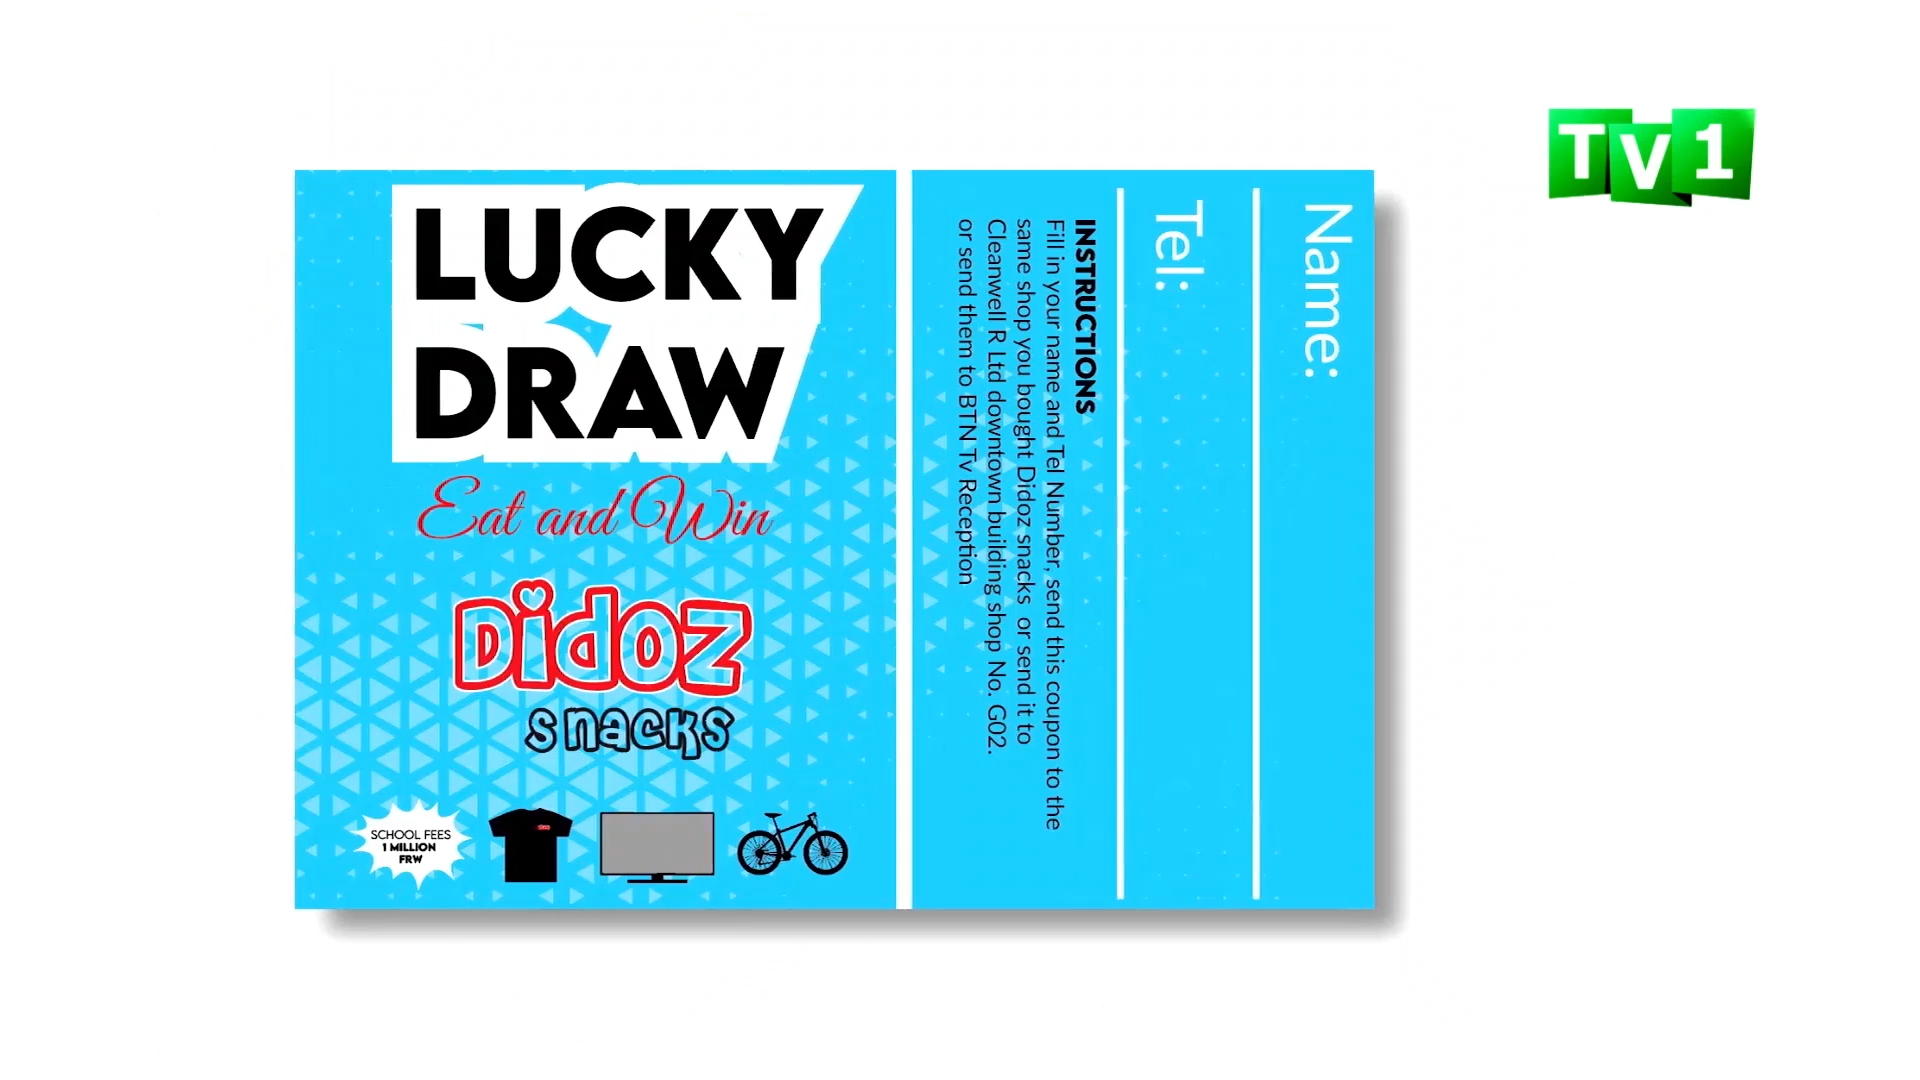 LUCKY
DRAW
Eat and Win
Didoz
snacks
SCHOOL FEES
1 MILLION
FRW
Name:
Tel:
INSTRUCTIONS
Fill in your name and Tel Number, send this coupon to the
same shop you bought Didoz snacks or send it to
Cleanwell R Ltd downtown building shop No. G02.
or send them to BTN Tv Reception
TV1